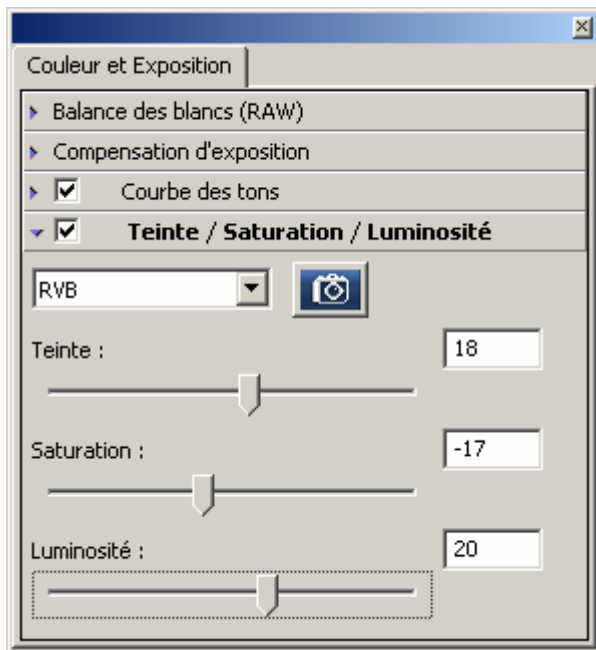 Couleur et Exposition
Balance des blancs (RAW)
Compensation d'exposition
Courbe des tons
Teinte / Saturation / Luminosité
RVB
Teinte : 18
Saturation : -17
Luminosité : 20